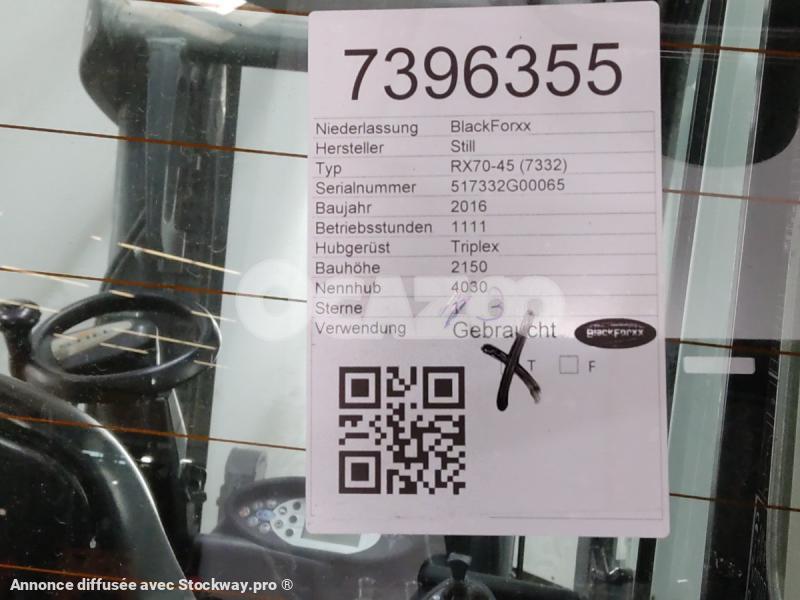 7396355
Niederlassung BlackForxx
Hersteller Still
Typ RX70-45 (7332)
Serialnummer 517332G00065
Baujahr 2016
Betriebsstunden 1111
Hubgerüst Triplex
Bauhöhe 2150
Nennhub 4030
Sterne 3
Verwendung Gebraucht
BlackForxx
T F
Annonce diffusée avec Stockway.pro ®